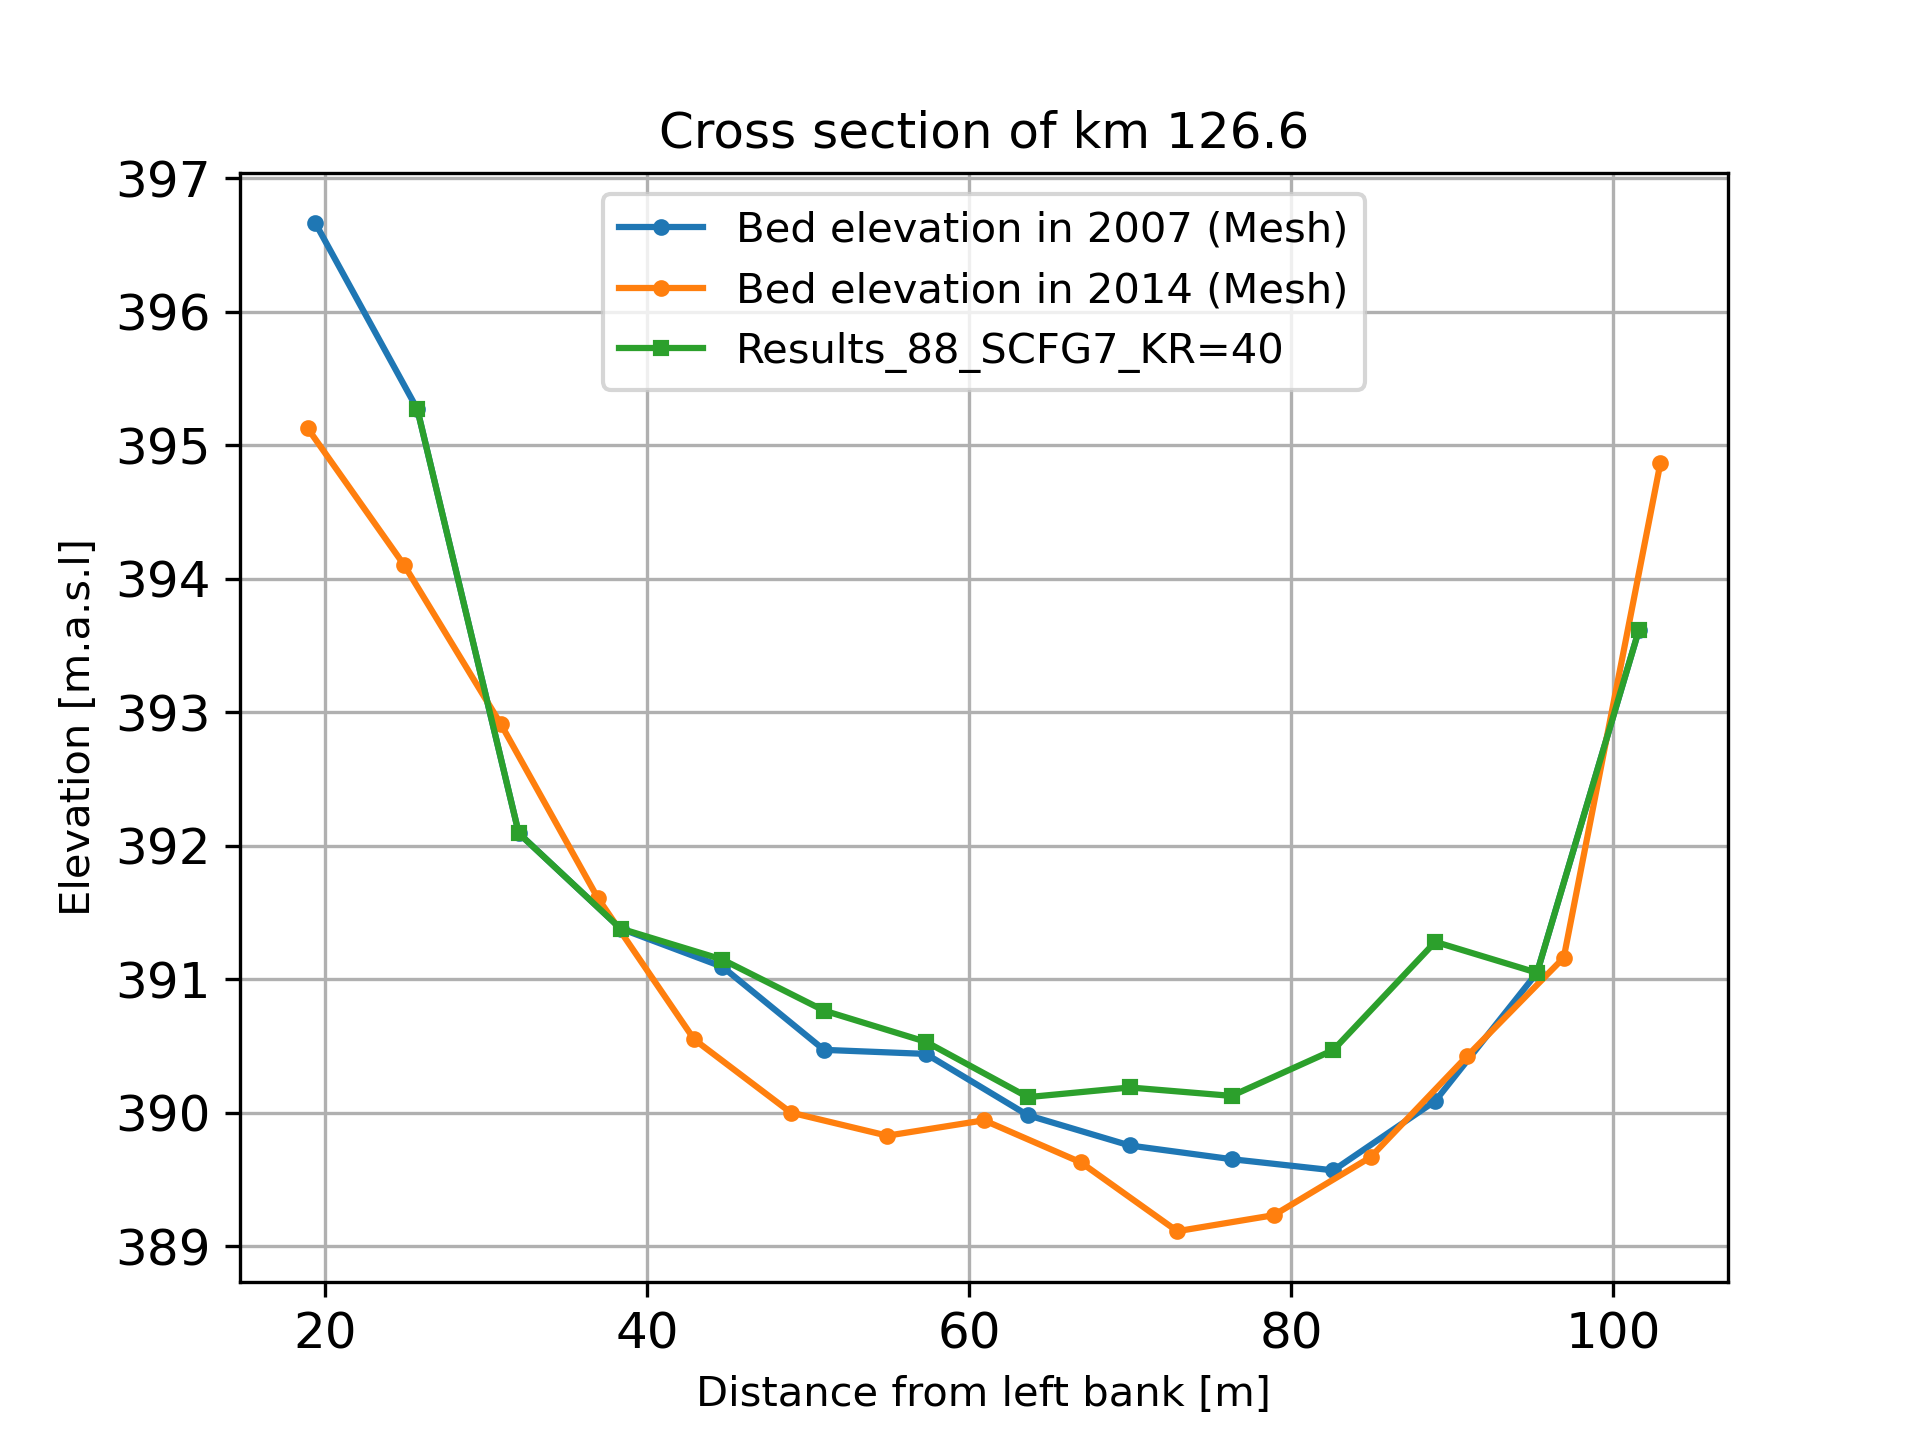 Cross section of km 126.6
397
396
395
394
393
392
391
390
389
Elevation [m.a.s.l]
Bed elevation in 2007 (Mesh)
Bed elevation in 2014 (Mesh)
Results_88_SCFG7_KR=40
20 40 60 80 100
Distance from left bank [m]